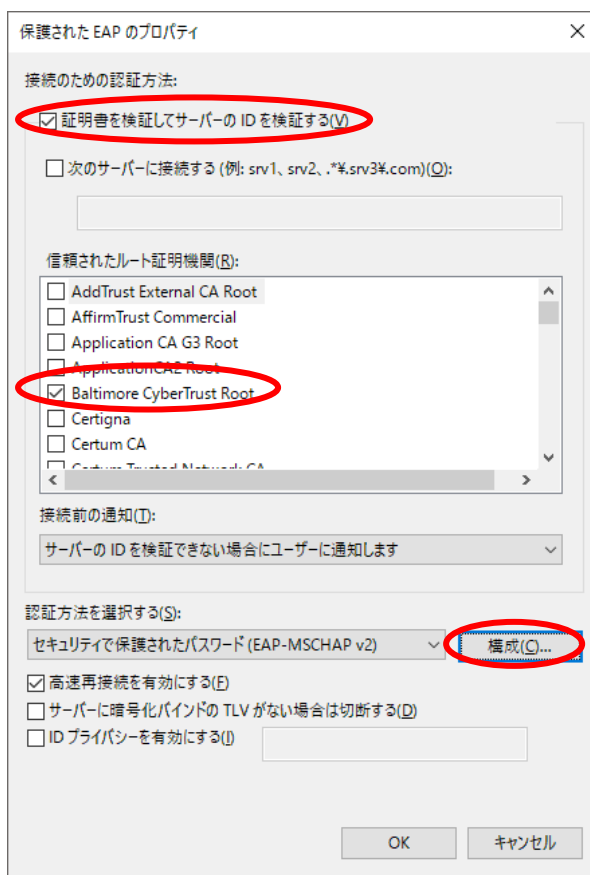 保護された EAP のプロパティ
接続のための認証方法:
証明書を検証してサーバーの ID を検証する(V)
次のサーバーに接続する (例: srv1、srv2、.*¥.srv3¥.com)(O):
信頼されたルート証明機関(R):
AddTrust External CA Root
AffirmTrust Commercial
Application CA G3 Root
ApplicationCA2 Root
Baltimore CyberTrust Root
Certigna
Certum CA
Certum Trusted Network CA
接続前の通知(T):
サーバーの ID を検証できない場合にユーザーに通知します
認証方法を選択する(S):
セキュリティで保護されたパスワード (EAP-MSCHAP v2)
構成(C)...
高速再接続を有効にする(F)
サーバーに暗号化バインドの TLV がない場合は切断する(D)
ID プライバシーを有効にする(I)
OK
キャンセル